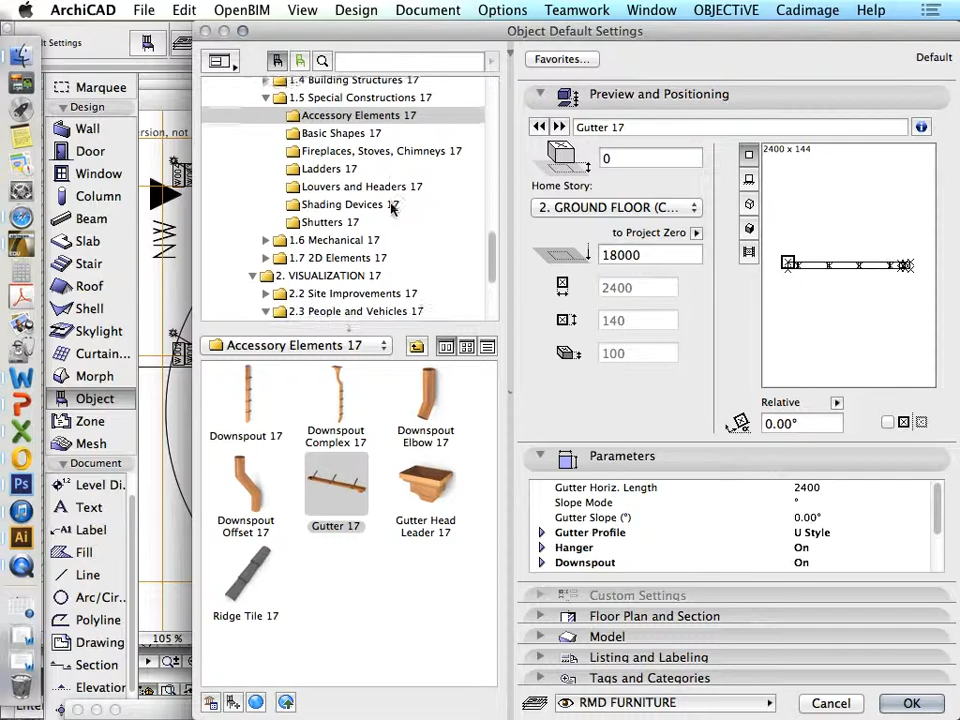 ArchiCAD File Edit OpenBIM View Design Document Options Teamwork Window OBJECTiVE Cadimage Help
Object Default Settings
t Settings
Favorites...
Default
Marquee
Design
Wall
Door
Window
Column
Beam
Slab
Stair
Roof
Shell
Skylight
Curtain...
Morph
Object
Zone
Mesh
Document
Level Di...
Text
Label
Fill
Line
Arc/Cir...
Polyline
Drawing
Section
Elevation
rsion, not
105 %
1.4 Building Structures 17
1.5 Special Constructions 17
Accessory Elements 17
Basic Shapes 17
Fireplaces, Stoves, Chimneys 17
Ladders 17
Louvers and Headers 17
Shading Devices 17
Shutters 17
1.6 Mechanical 17
1.7 2D Elements 17
2. VISUALIZATION 17
2.2 Site Improvements 17
2.3 People and Vehicles 17
Accessory Elements 17
Downspout 17
Downspout
Complex 17
Downspout
Elbow 17
Downspout
Offset 17
Gutter 17
Gutter Head
Leader 17
Ridge Tile 17
Preview and Positioning
Gutter 17
0
Home Story:
2. GROUND FLOOR (C...
to Project Zero
18000
2400
140
100
2400 x 144
Relative
0.00°
Parameters
Gutter Horiz. Length 2400
Slope Mode °
Gutter Slope (°) 0.00°
Gutter Profile U Style
Hanger On
Downspout On
Custom Settings
Floor Plan and Section
Model
Listing and Labeling
Tags and Categories
RMD FURNITURE
Cancel
OK